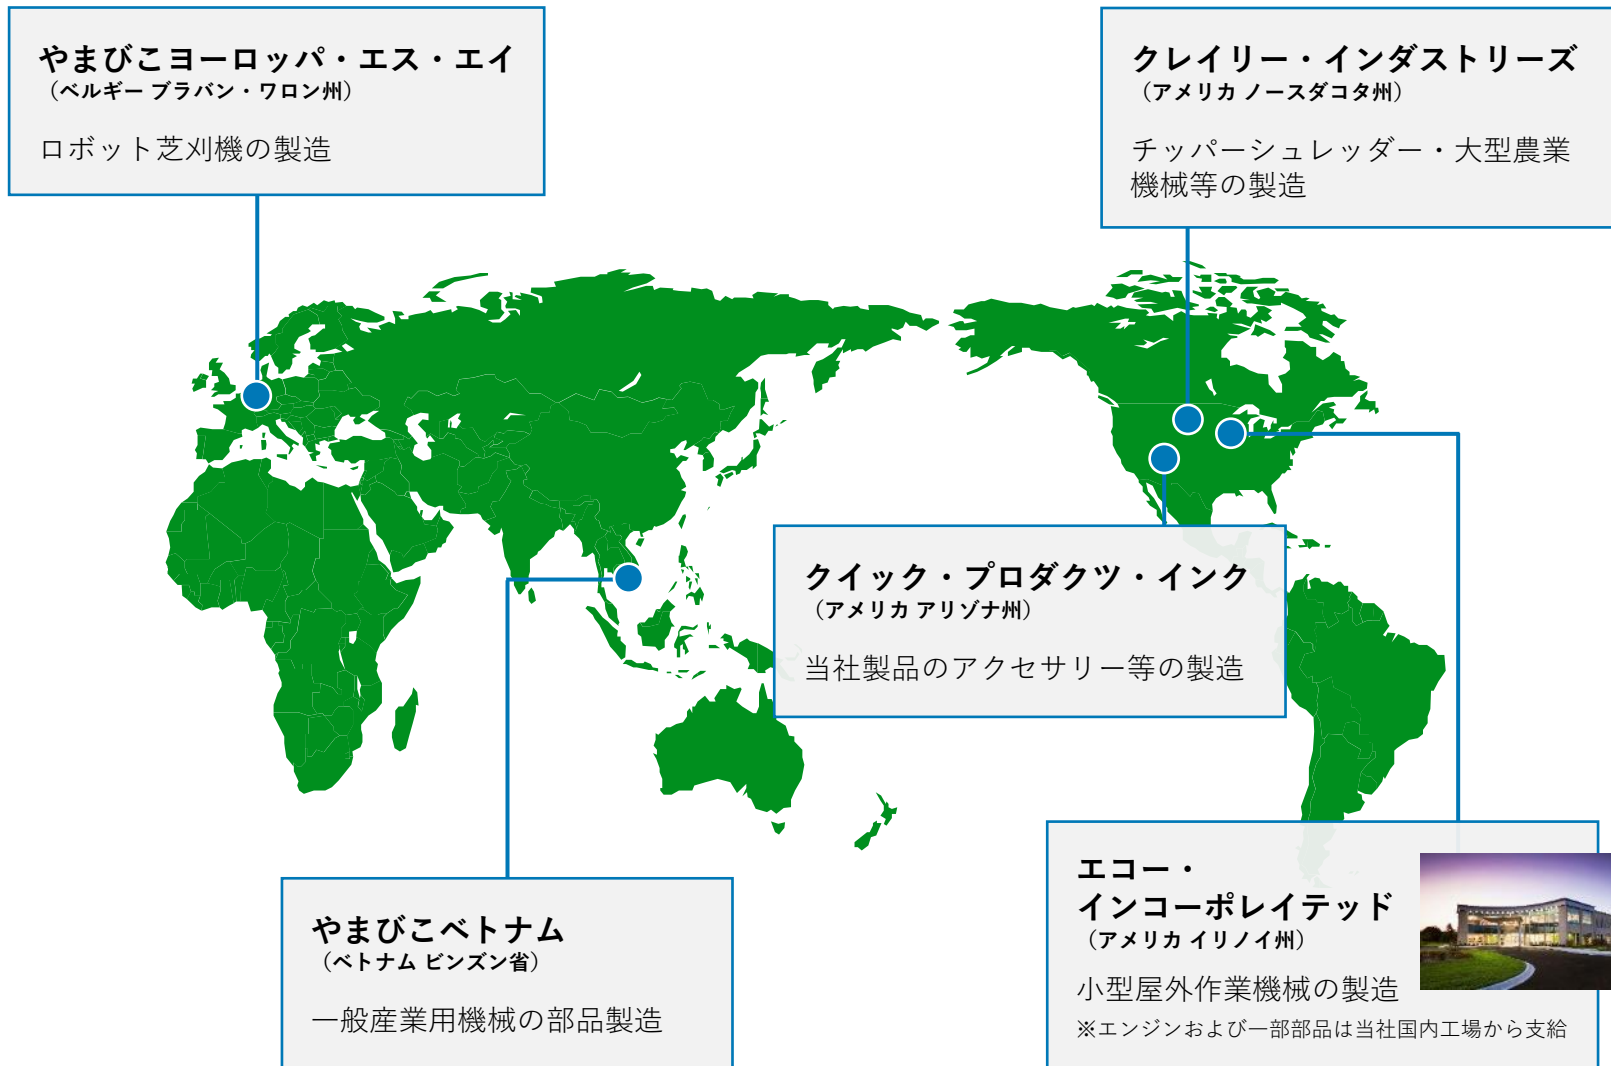 やまびこヨーロッパ・エス・エイ
（ベルギー ブラバン・ワロン州）
ロボット芝刈機の製造
クレイリー・インダストリーズ
（アメリカ ノースダコタ州）
チッパーシュレッダー・大型農業
機械等の製造
クイック・プロダクツ・インク
（アメリカ アリゾナ州）
当社製品のアクセサリー等の製造
やまびこベトナム
（ベトナム ビンズン省）
一般産業用機械の部品製造
エコー・
インコーポレイテッド
（アメリカ イリノイ州）
小型屋外作業機械の製造
※エンジンおよび一部部品は当社国内工場から支給